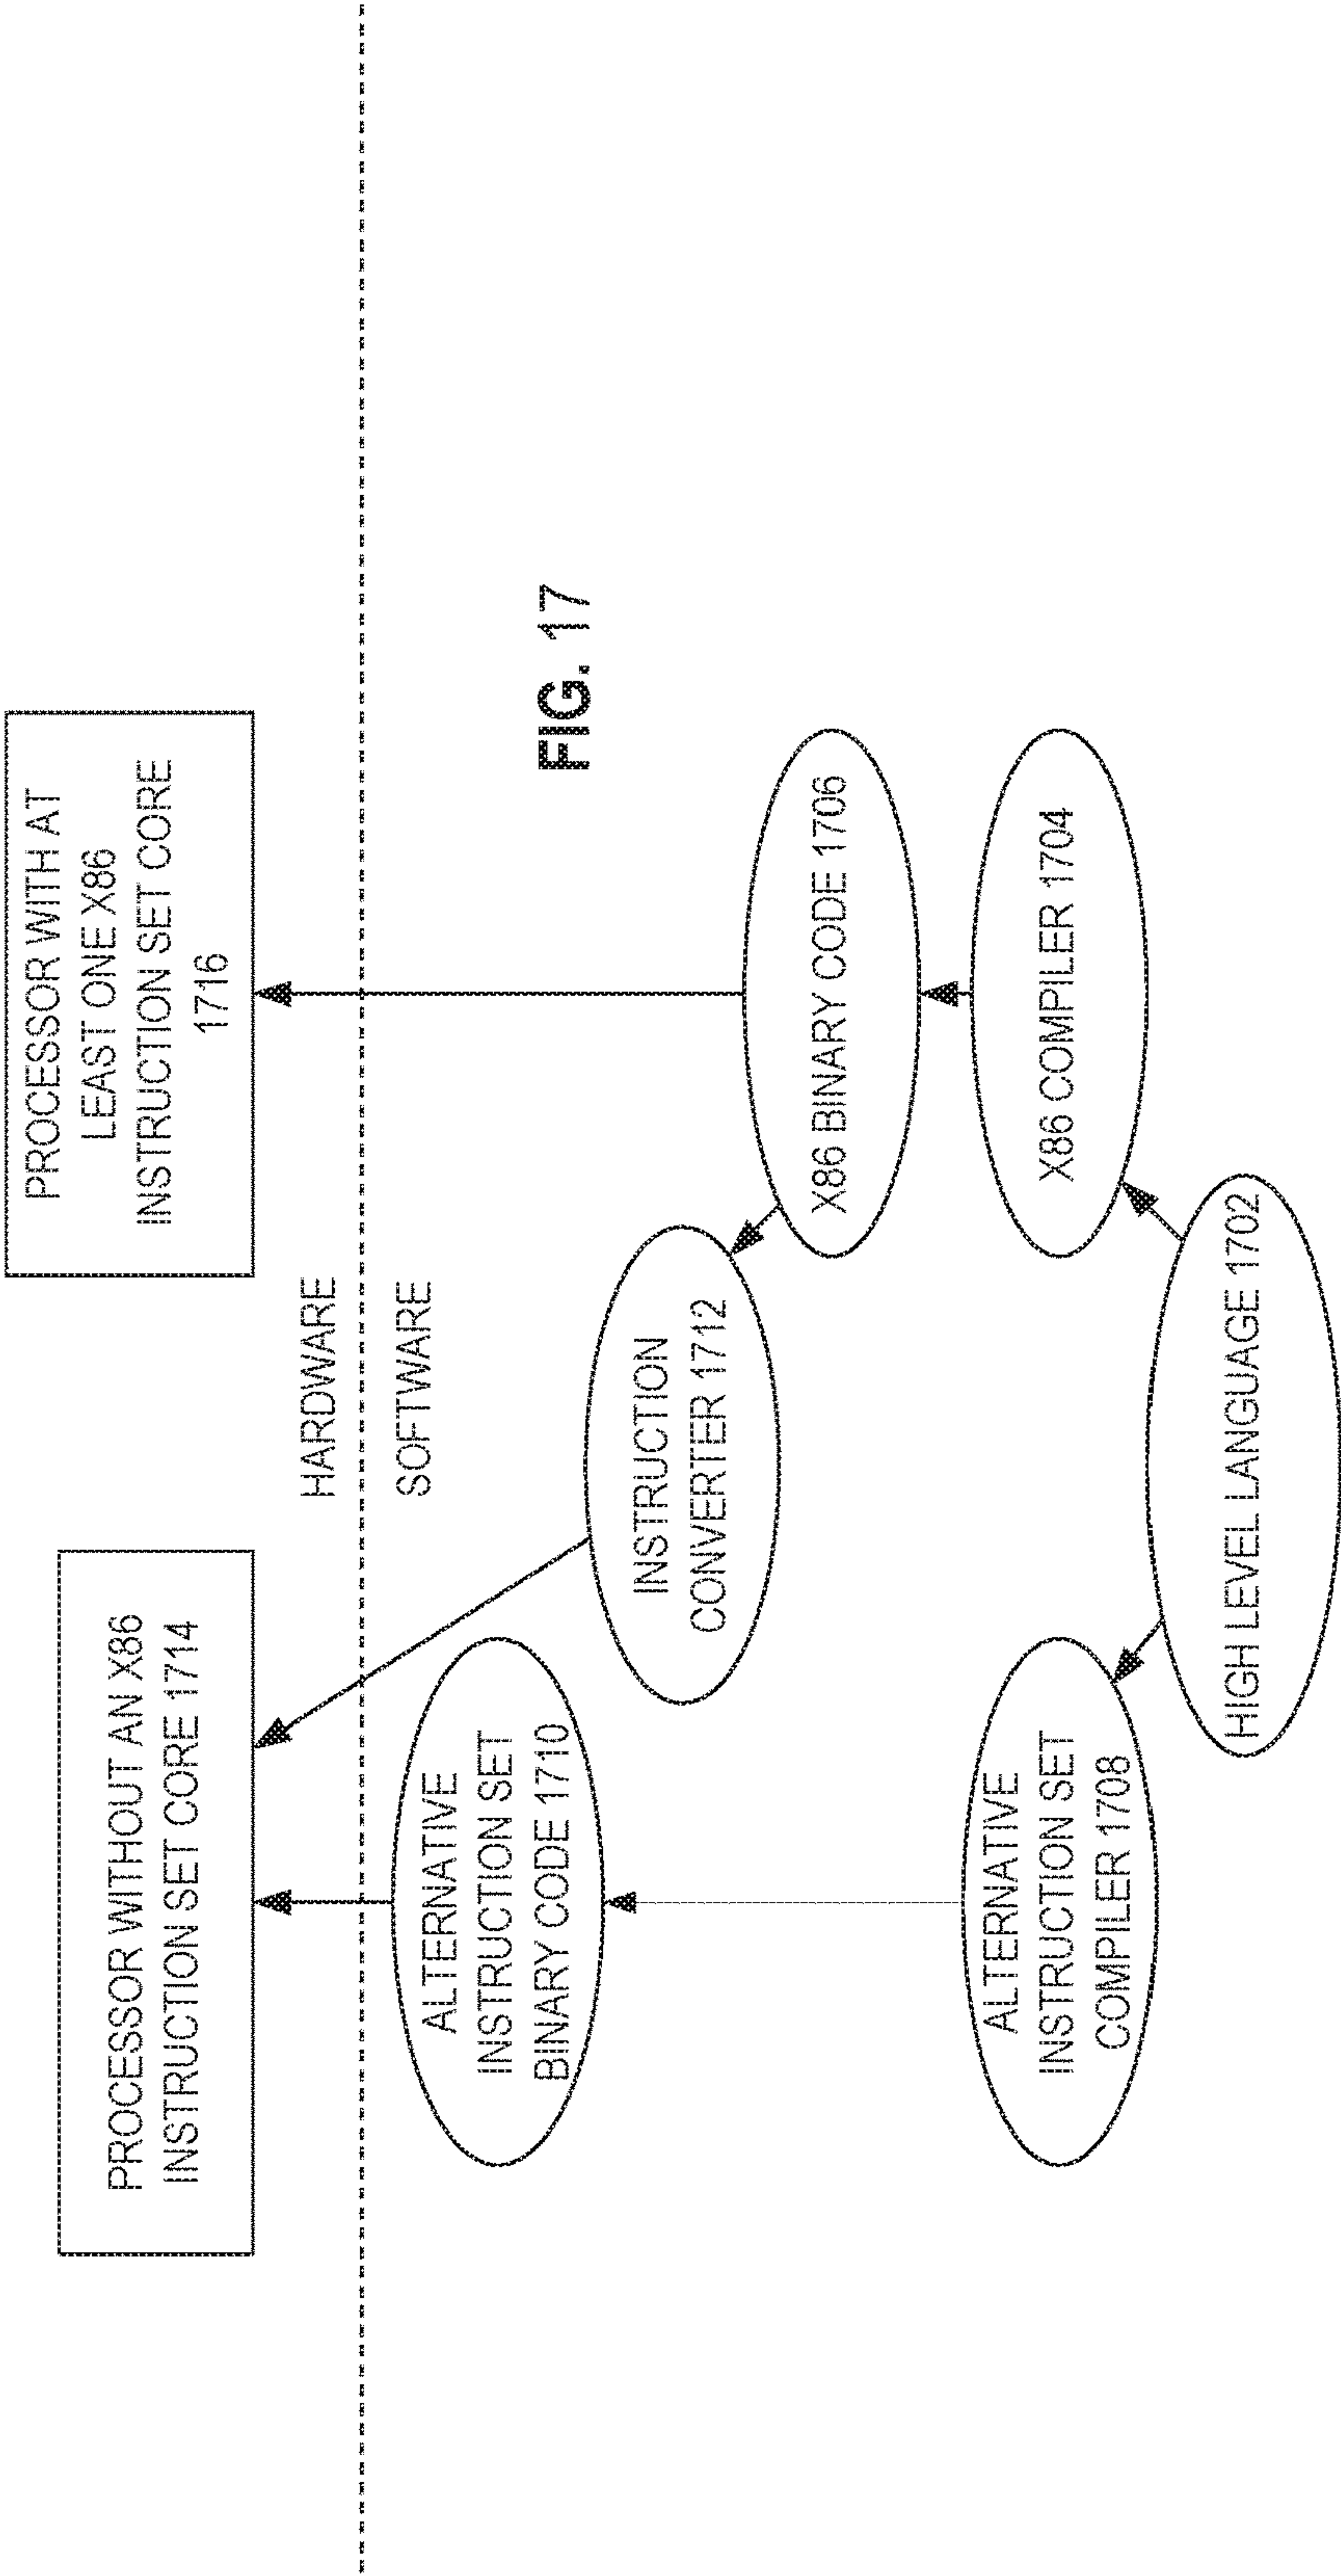 PROCESSOR WITHOUT AN X86
INSTRUCTION SET CORE 1714
PROCESSOR WITH AT
LEAST ONE X86
INSTRUCTION SET CORE
1716
HARDWARE
SOFTWARE
ALTERNATIVE
INSTRUCTION SET
BINARY CODE 1710
INSTRUCTION
CONVERTER 1712
FIG. 17
X86 BINARY CODE 1706
ALTERNATIVE
INSTRUCTION SET
COMPILER 1708
X86 COMPILER 1704
HIGH LEVEL LANGUAGE 1702